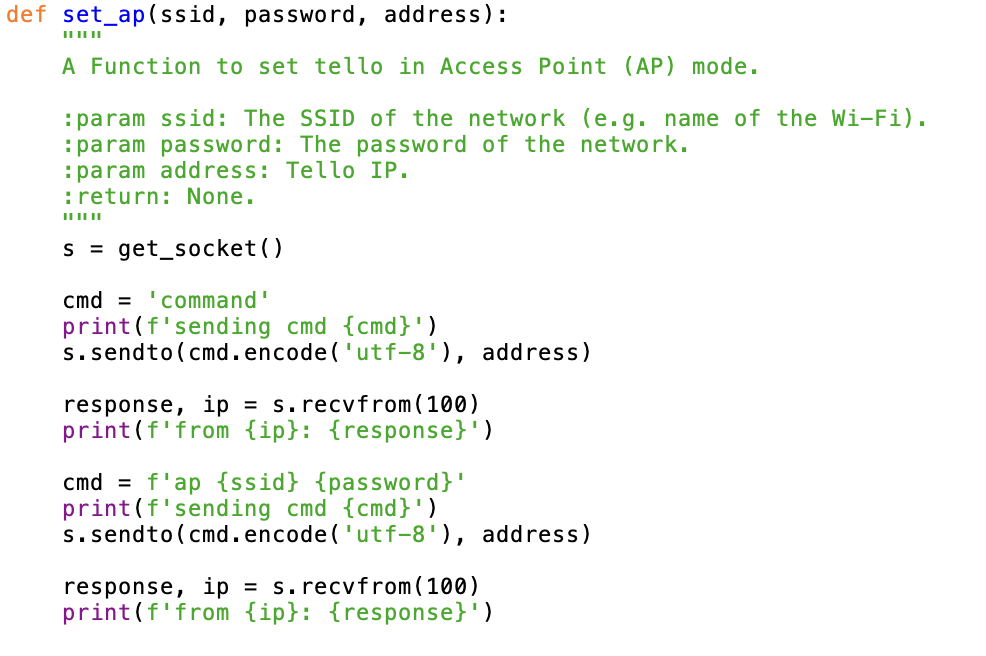 def set_ap(ssid, password, address):
    """
    A Function to set tello in Access Point (AP) mode.

    :param ssid: The SSID of the network (e.g. name of the Wi-Fi).
    :param password: The password of the network.
    :param address: Tello IP.
    :return: None.
    """
    s = get_socket()

    cmd = 'command'
    print(f'sending cmd {cmd}')
    s.sendto(cmd.encode('utf-8'), address)

    response, ip = s.recvfrom(100)
    print(f'from {ip}: {response}')

    cmd = f'ap {ssid} {password}'
    print(f'sending cmd {cmd}')
    s.sendto(cmd.encode('utf-8'), address)

    response, ip = s.recvfrom(100)
    print(f'from {ip}: {response}')